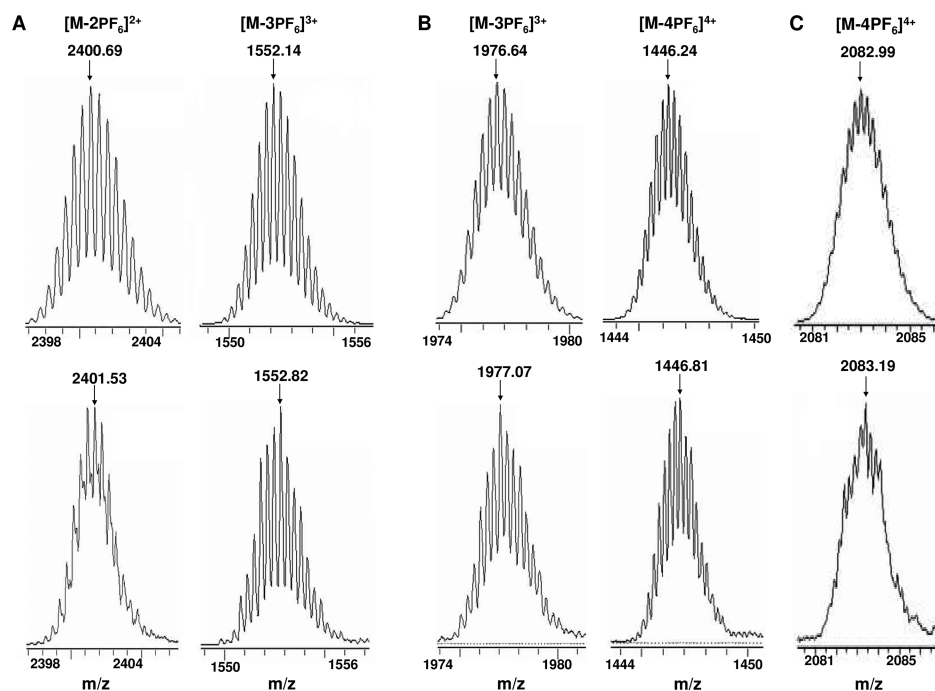 A [M-2PF6]2+ [M-3PF6]3+ B [M-3PF6]3+ [M-4PF6]4+ C [M-4PF6]4+
2400.69 1552.14 1976.64 1446.24 2082.99
2398 2404 1550 1556 1974 1980 1444 1450 2081 2085
2401.53 1552.82 1977.07 1446.81 2083.19
2398 2404 1550 1556 1974 1980 1444 1450 2081 2085
m/z m/z m/z m/z m/z